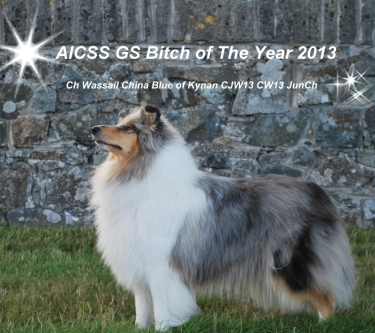 AICSS GS Bitch of The Year 2013
Ch Wassail China Blue of Kynan CJW13 CW13 JunCh